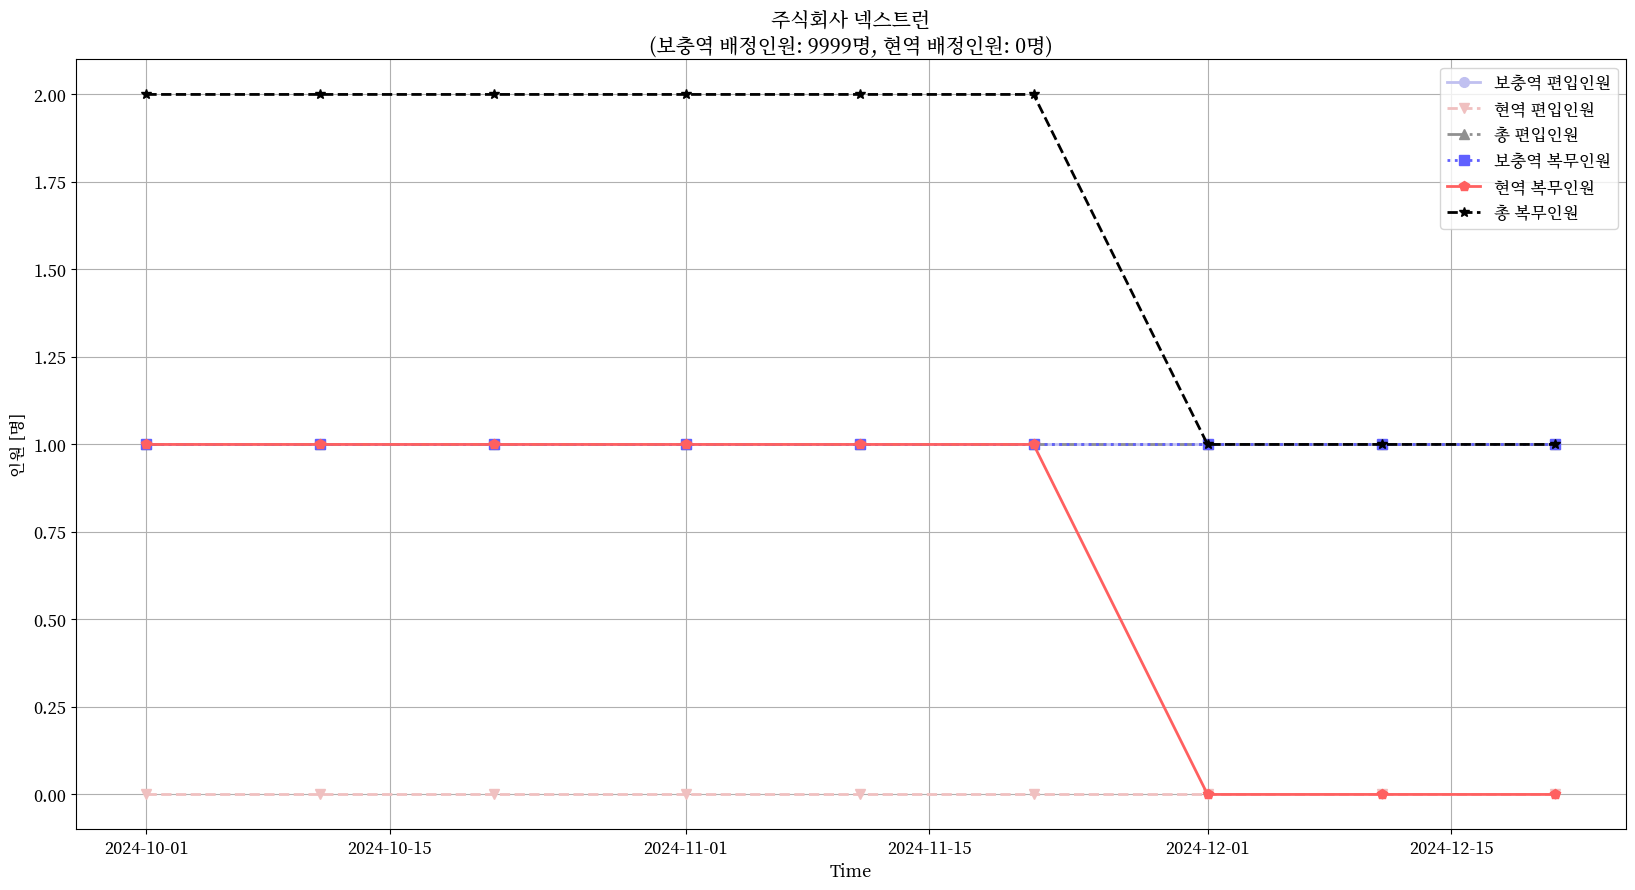 주식회사 넥스트런
(보충역 배정인원: 9999명, 현역 배정인원: 0명)
보충역 편입인원
현역 편입인원
총 편입인원
보충역 복무인원
현역 복무인원
총 복무인원
인원 [명]
2.00
1.75
1.50
1.25
1.00
0.75
0.50
0.25
0.00
2024-10-01
2024-10-15
2024-11-01
2024-11-15
2024-12-01
2024-12-15
Time